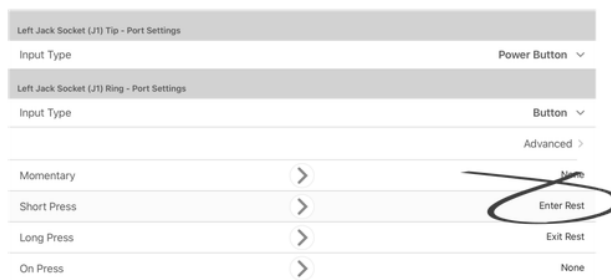 Left Jack Socket (J1) Tip - Port Settings
Input Type Power Button
Left Jack Socket (J1) Ring - Port Settings
Input Type Button
Advanced
Momentary None
Short Press Enter Rest
Long Press Exit Rest
On Press None